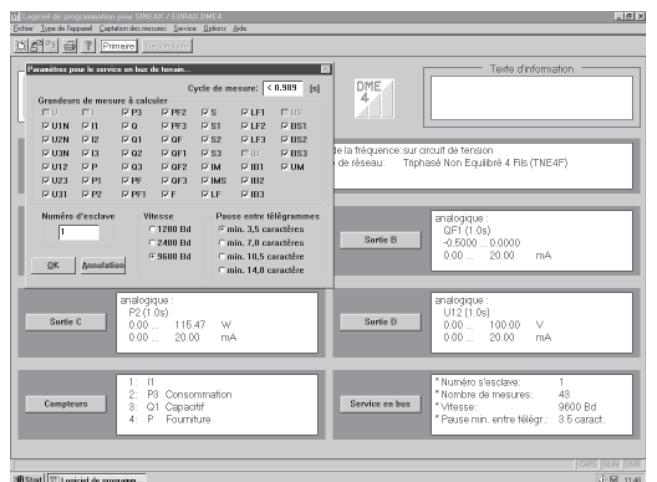 Logiciel de programmation pour SINEAX / EURAX DME4
Fichier Type de l'appareil Captation des mesures Service Options Aide
Primaire Secondaire
Paramètres pour le service en bus de terrain...
Cycle de mesure: < 0.989 [s]
Grandeurs de mesure à calculer
U I P3 PF2 S LF1 US
U1N I1 Q PF3 S1 LF2 BS1
U2N I2 Q1 QF S2 LF3 BS2
U3N I3 Q2 QF1 S3 IU BS3
U12 P Q3 QF2 IM IB1 UM
U23 P1 PF QF3 IMS IB2
U31 P2 PF1 F LF IB3
Numéro d'esclave
1
Vitesse
1200 Bd
2400 Bd
9600 Bd
Pause entre télégrammes
min. 3,5 caractères
min. 7,0 caractères
min. 10,5 caractère
min. 14,0 caractère
OK Annulation
DME
4
Texte d'information
de la fréquence: sur circuit de tension
de réseau: Triphasé Non Equilibré 4 Fils (TNE4F)
Sortie B
analogique :
QF1 (1.0s)
-0.5000 ... 0.0000
0.00 ... 20.00 mA
Sortie C
analogique :
P2 (1.0s)
0.00 ... 115.47 W
0.00 ... 20.00 mA
Sortie D
analogique :
U12 (1.0s)
0.00 ... 100.00 V
0.00 ... 20.00 mA
Compteurs
1: I1
2: P3 Consommation
3: Q1 Capacitif
4: P Fourniture
Service en bus
* Numéro s'esclave: 1
* Nombre de mesures: 43
* Vitesse: 9600 Bd
* Pause min. entre télégr.: 3.5 caract.
CAPS NUM OVR
Start Logiciel de programm... 11:48